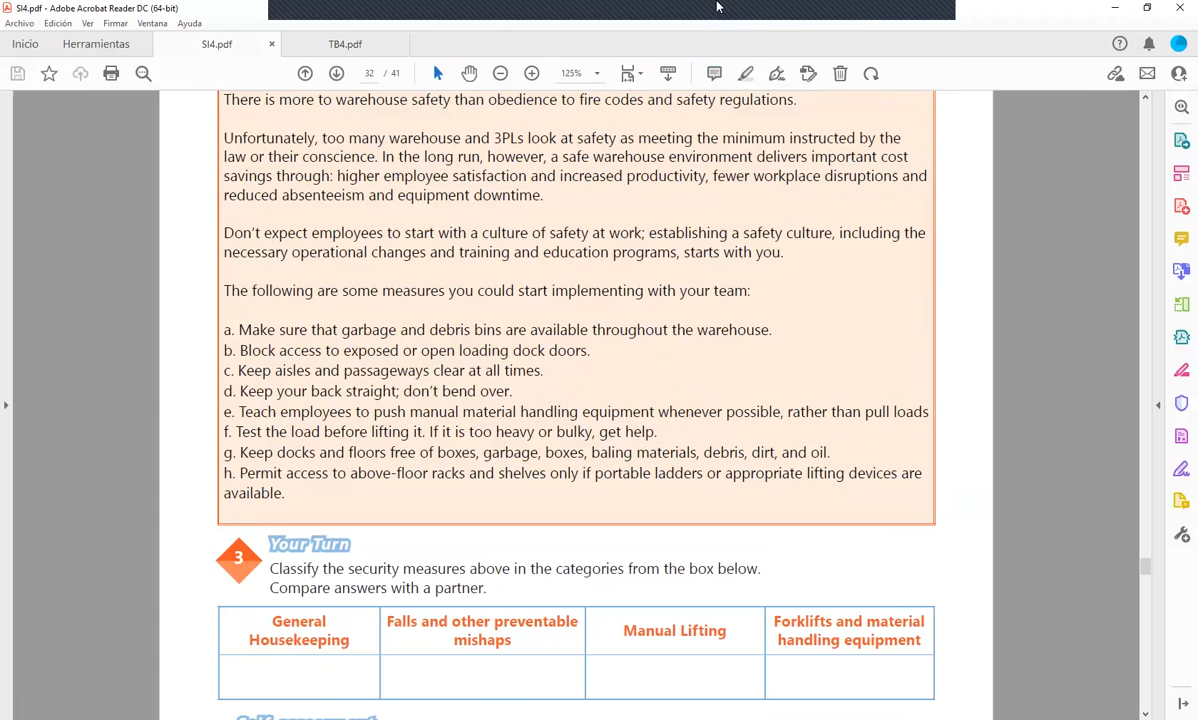 SI4.pdf - Adobe Acrobat Reader DC (64-bit)
Archivo Edición Ver Firmar Ventana Ayuda
Inicio Herramientas SI4.pdf × TB4.pdf
32 / 41 125%
There is more to warehouse safety than obedience to fire codes and safety regulations.
Unfortunately, too many warehouse and 3PLs look at safety as meeting the minimum instructed by the
law or their conscience. In the long run, however, a safe warehouse environment delivers important cost
savings through: higher employee satisfaction and increased productivity, fewer workplace disruptions and
reduced absenteeism and equipment downtime.
Don't expect employees to start with a culture of safety at work; establishing a safety culture, including the
necessary operational changes and training and education programs, starts with you.
The following are some measures you could start implementing with your team:
a. Make sure that garbage and debris bins are available throughout the warehouse.
b. Block access to exposed or open loading dock doors.
c. Keep aisles and passageways clear at all times.
d. Keep your back straight; don't bend over.
e. Teach employees to push manual material handling equipment whenever possible, rather than pull loads
f. Test the load before lifting it. If it is too heavy or bulky, get help.
g. Keep docks and floors free of boxes, garbage, boxes, baling materials, debris, dirt, and oil.
h. Permit access to above-floor racks and shelves only if portable ladders or appropriate lifting devices are
available.
3 Your Turn
Classify the security measures above in the categories from the box below.
Compare answers with a partner.
General
Housekeeping
Falls and other preventable
mishaps
Manual Lifting
Forklifts and material
handling equipment
Self-assessment